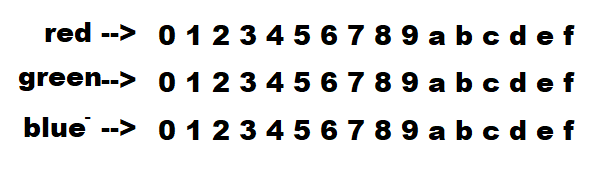 red --> 0 1 2 3 4 5 6 7 8 9 a b c d e f
green--> 0 1 2 3 4 5 6 7 8 9 a b c d e f
blue- --> 0 1 2 3 4 5 6 7 8 9 a b c d e f